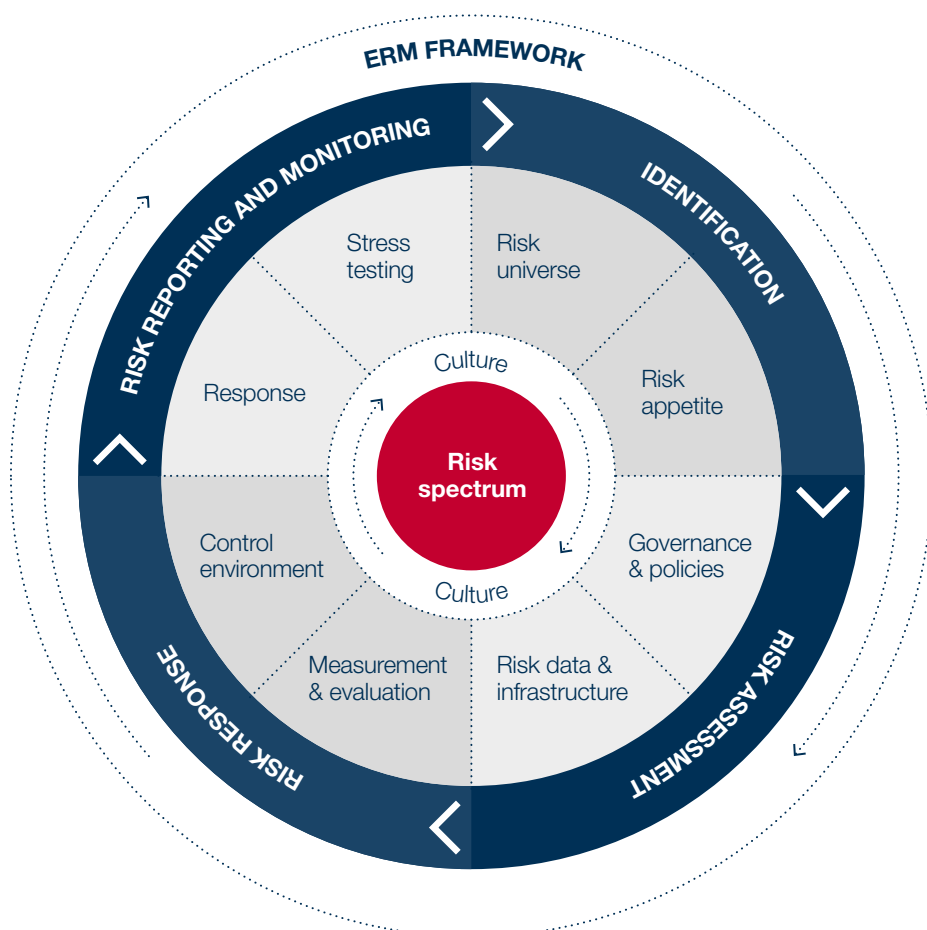 ERM FRAMEWORK
RISK REPORTING AND MONITORING
IDENTIFICATION
Stress
testing
Risk
universe
Response
Culture
Risk
appetite
Risk
spectrum
Control
environment
Governance
& policies
Culture
Measurement
& evaluation
Risk data &
infrastructure
RISK RESPONSE
RISK ASSESSMENT